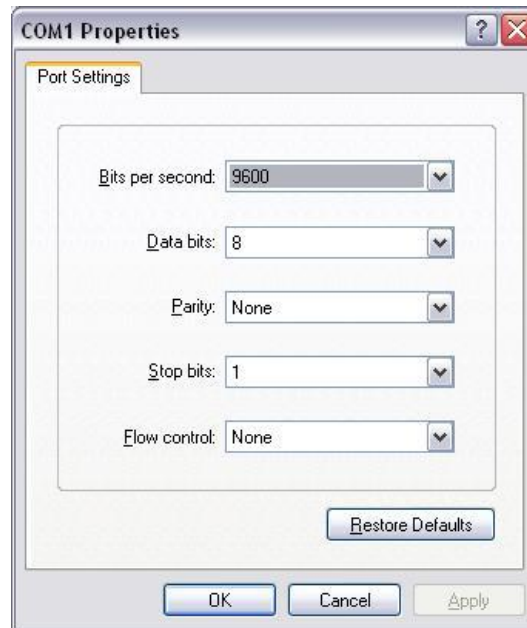 COM1 Properties
Port Settings
Bits per second: 9600
Data bits: 8
Parity: None
Stop bits: 1
Flow control: None
Restore Defaults
OK Cancel Apply